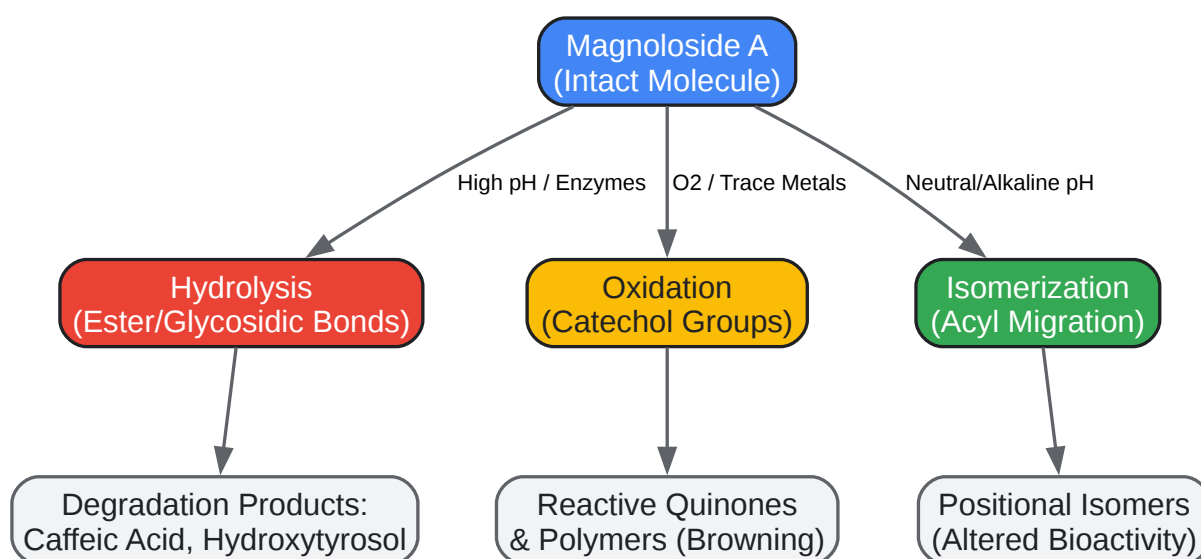 Magnoloside A
(Intact Molecule)
High pH / Enzymes
O2 / Trace Metals
Neutral/Alkaline pH
Hydrolysis
(Ester/Glycosidic Bonds)
Oxidation
(Catechol Groups)
Isomerization
(Acyl Migration)
Degradation Products:
Caffeic Acid, Hydroxytyrosol
Reactive Quinones
& Polymers (Browning)
Positional Isomers
(Altered Bioactivity)